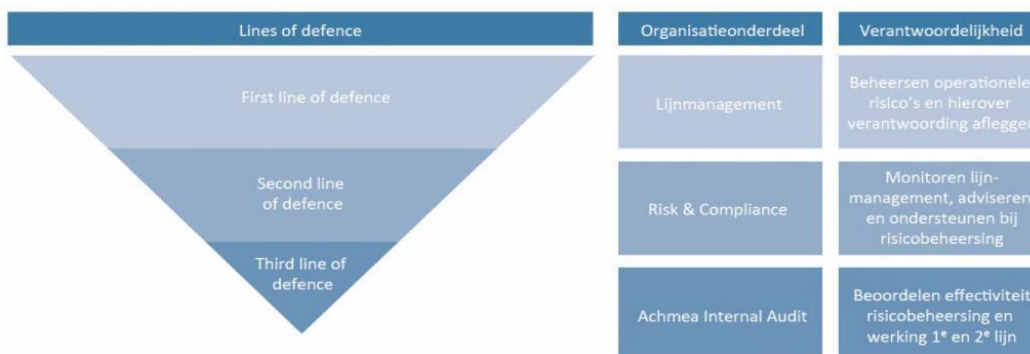 Lines of defence
Organisatieonderdeel
Verantwoordelijkheid
First line of defence
Lijnmanagement
Beheersen operationele
risico's en hierover
verantwoording afleggen
Second line
of defence
Risk & Compliance
Monitoren lijn-
management, adviseren
en ondersteunen bij
risicobeheersing
Third line of
defence
Achmea Internal Audit
Beoordelen effectiviteit
risicobeheersing en
werking 1ᵉ en 2ᵉ lijn